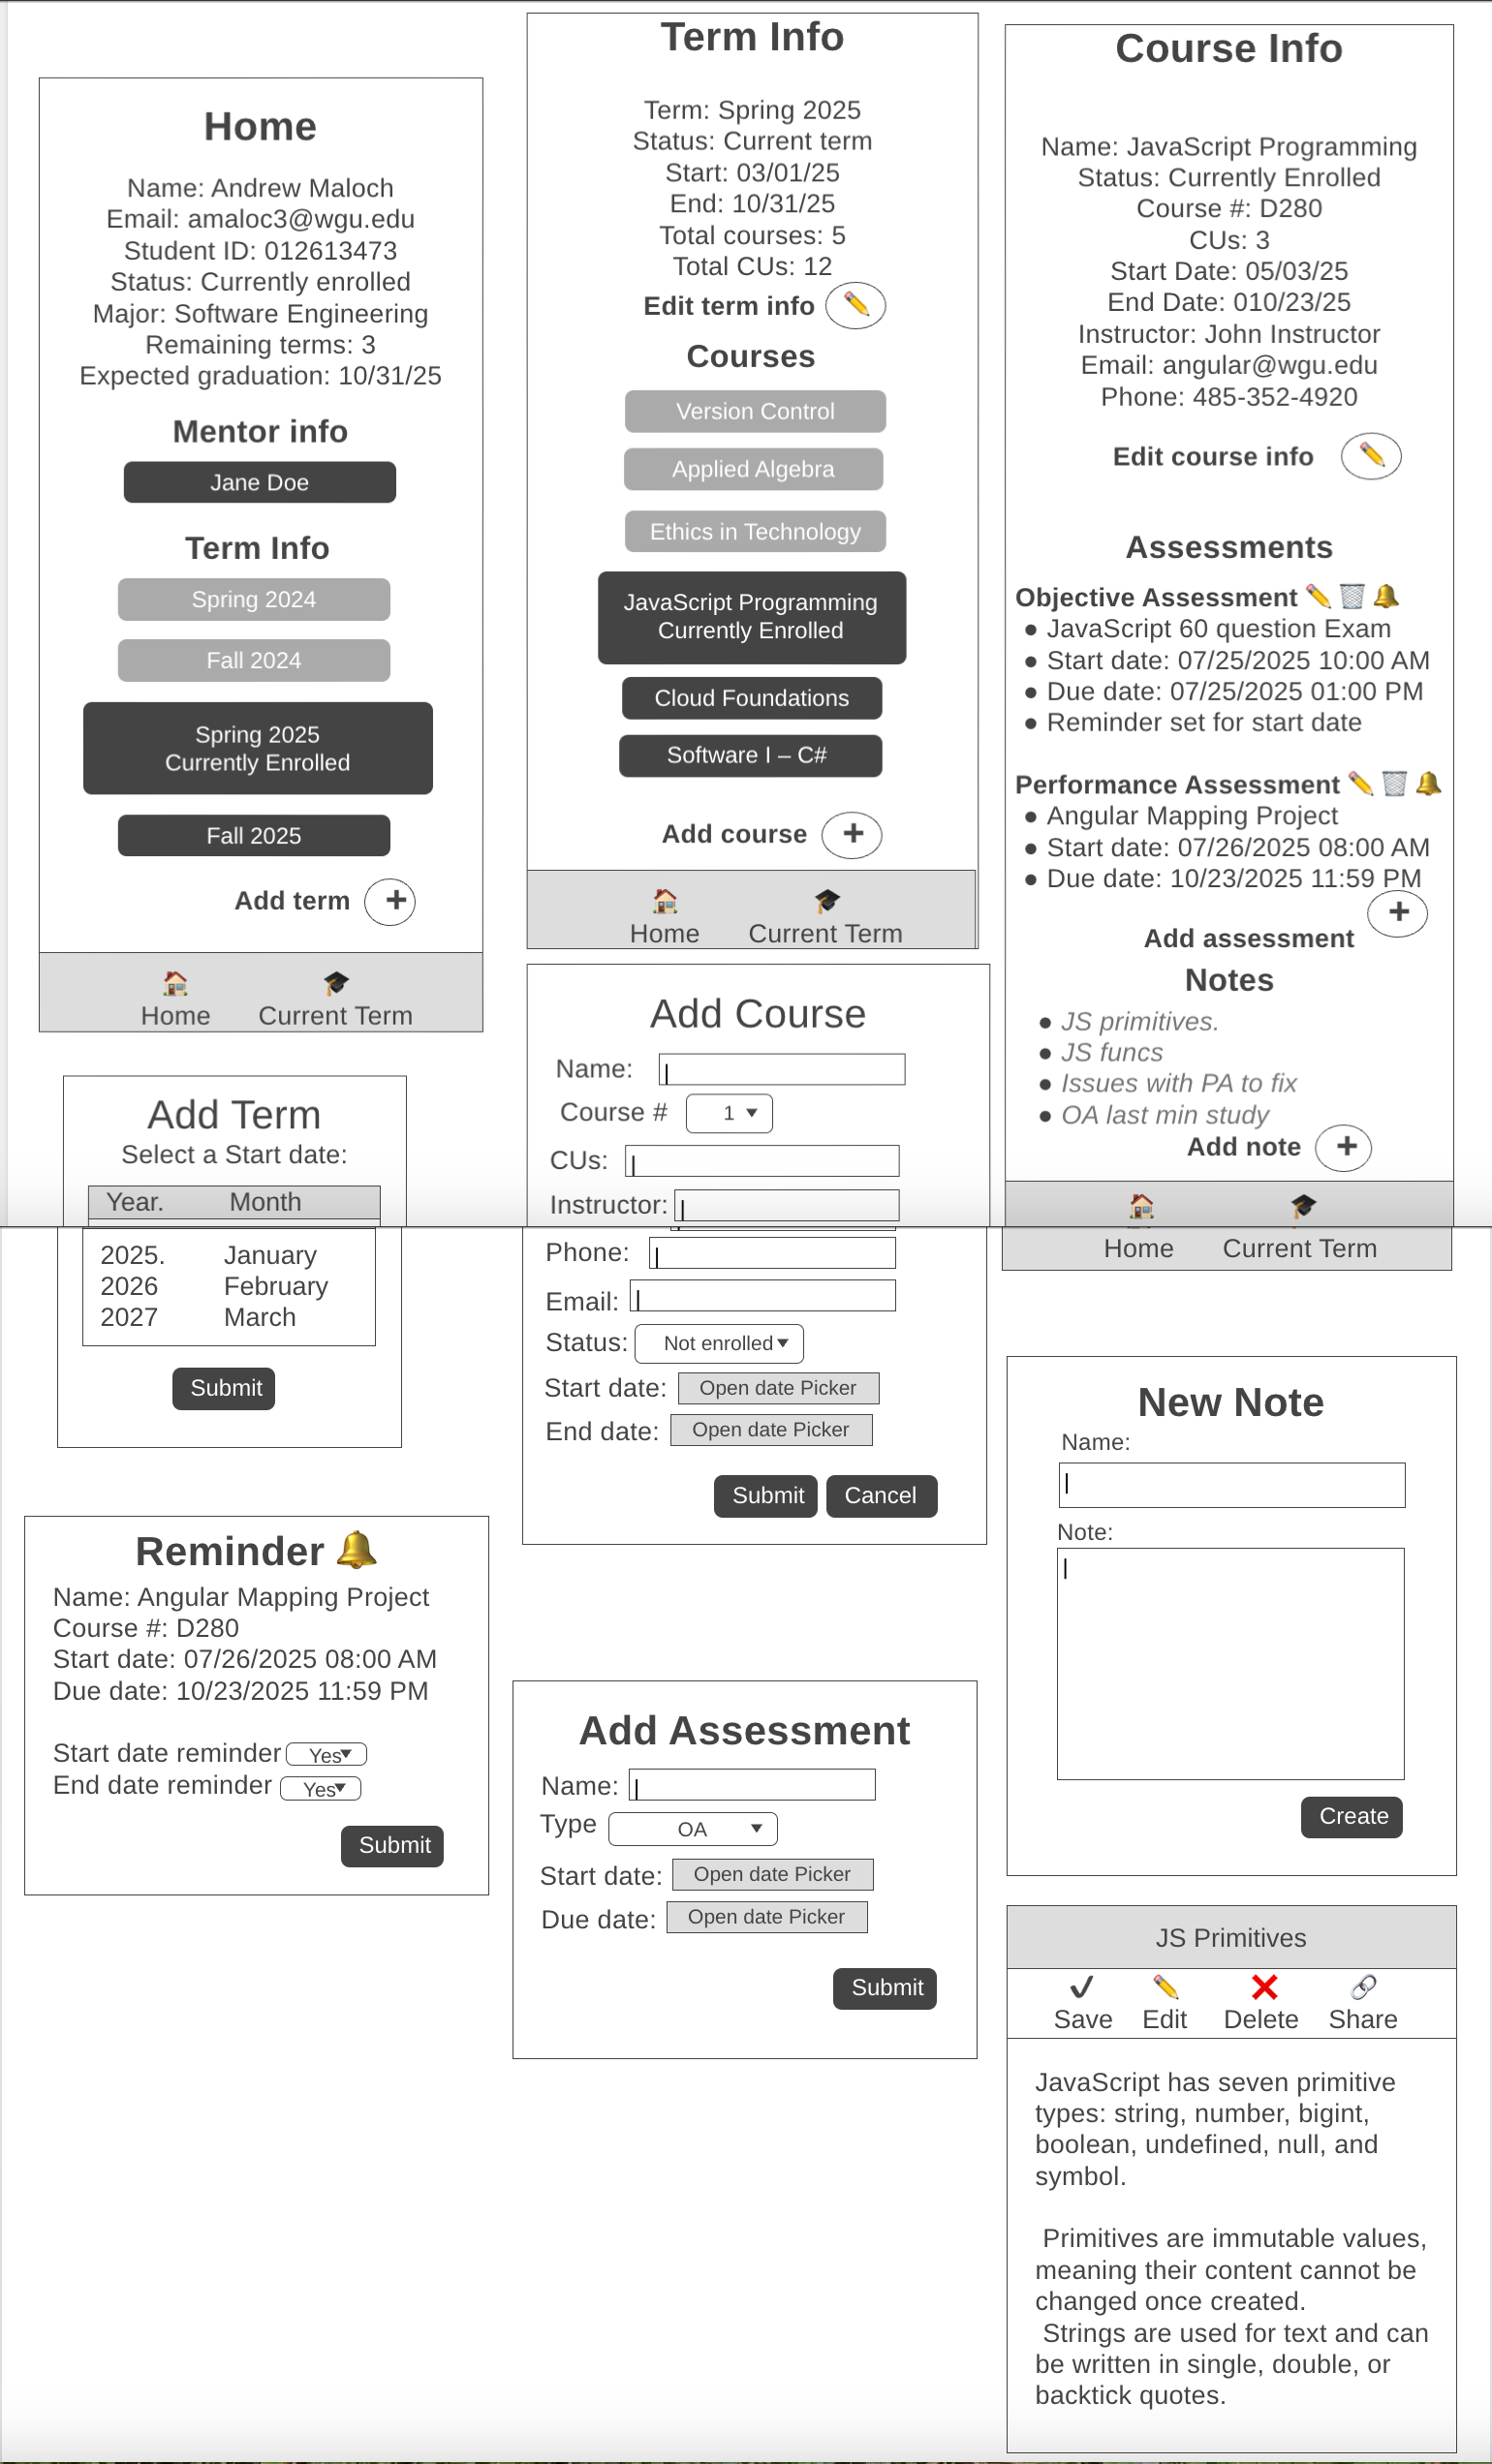 Home
Name: Andrew Maloch
Email: amaloc3@wgu.edu
Student ID: 012613473
Status: Currently enrolled
Major: Software Engineering
Remaining terms: 3
Expected graduation: 10/31/25
Mentor info
Jane Doe
Term Info
Spring 2024
Fall 2024
Spring 2025
Currently Enrolled
Fall 2025
Add term +
Home Current Term
Add Term
Select a Start date:
Year. Month
2025. January
2026 February
2027 March
Submit
Reminder
Name: Angular Mapping Project
Course #: D280
Start date: 07/26/2025 08:00 AM
Due date: 10/23/2025 11:59 PM
Start date reminder Yes
End date reminder Yes
Submit
Term Info
Term: Spring 2025
Status: Current term
Start: 03/01/25
End: 10/31/25
Total courses: 5
Total CUs: 12
Edit term info
Courses
Version Control
Applied Algebra
Ethics in Technology
JavaScript Programming
Currently Enrolled
Cloud Foundations
Software I – C#
Add course +
Home Current Term
Add Course
Name:
Course # 1
CUs:
Instructor:
Phone:
Email:
Status: Not enrolled
Start date: Open date Picker
End date: Open date Picker
Submit Cancel
Add Assessment
Name:
Type OA
Start date: Open date Picker
Due date: Open date Picker
Submit
Course Info
Name: JavaScript Programming
Status: Currently Enrolled
Course #: D280
CUs: 3
Start Date: 05/03/25
End Date: 010/23/25
Instructor: John Instructor
Email: angular@wgu.edu
Phone: 485-352-4920
Edit course info
Assessments
Objective Assessment
● JavaScript 60 question Exam
● Start date: 07/25/2025 10:00 AM
● Due date: 07/25/2025 01:00 PM
● Reminder set for start date
Performance Assessment
● Angular Mapping Project
● Start date: 07/26/2025 08:00 AM
● Due date: 10/23/2025 11:59 PM
Add assessment +
Notes
● JS primitives.
● JS funcs
● Issues with PA to fix
● OA last min study
Add note +
Home Current Term
New Note
Name:
Note:
Create
JS Primitives
Save Edit Delete Share
JavaScript has seven primitive
types: string, number, bigint,
boolean, undefined, null, and
symbol.
Primitives are immutable values,
meaning their content cannot be
changed once created.
Strings are used for text and can
be written in single, double, or
backtick quotes.